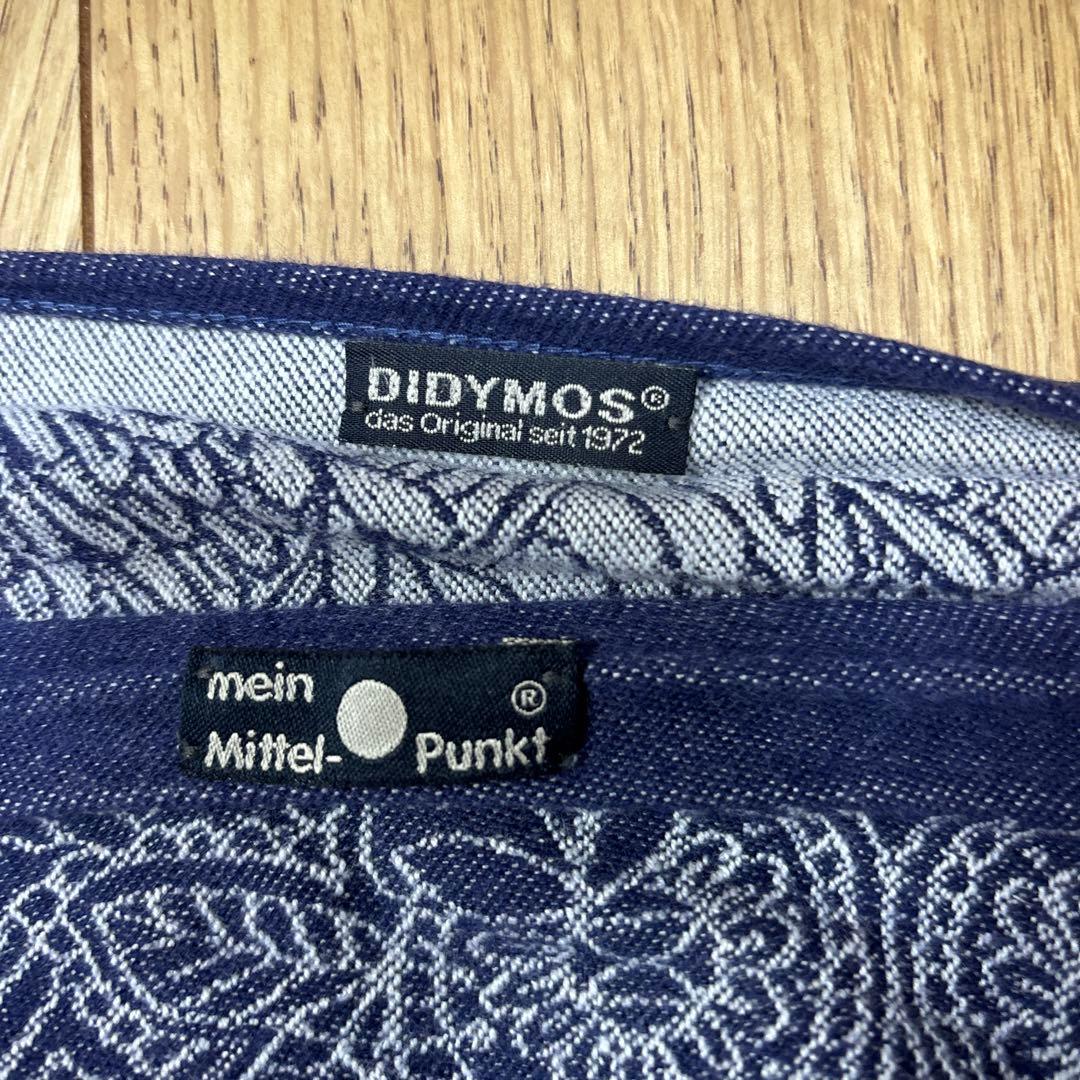 DIDYMOS®
das Original seit 1972
mein ®
Mittel- Punkt